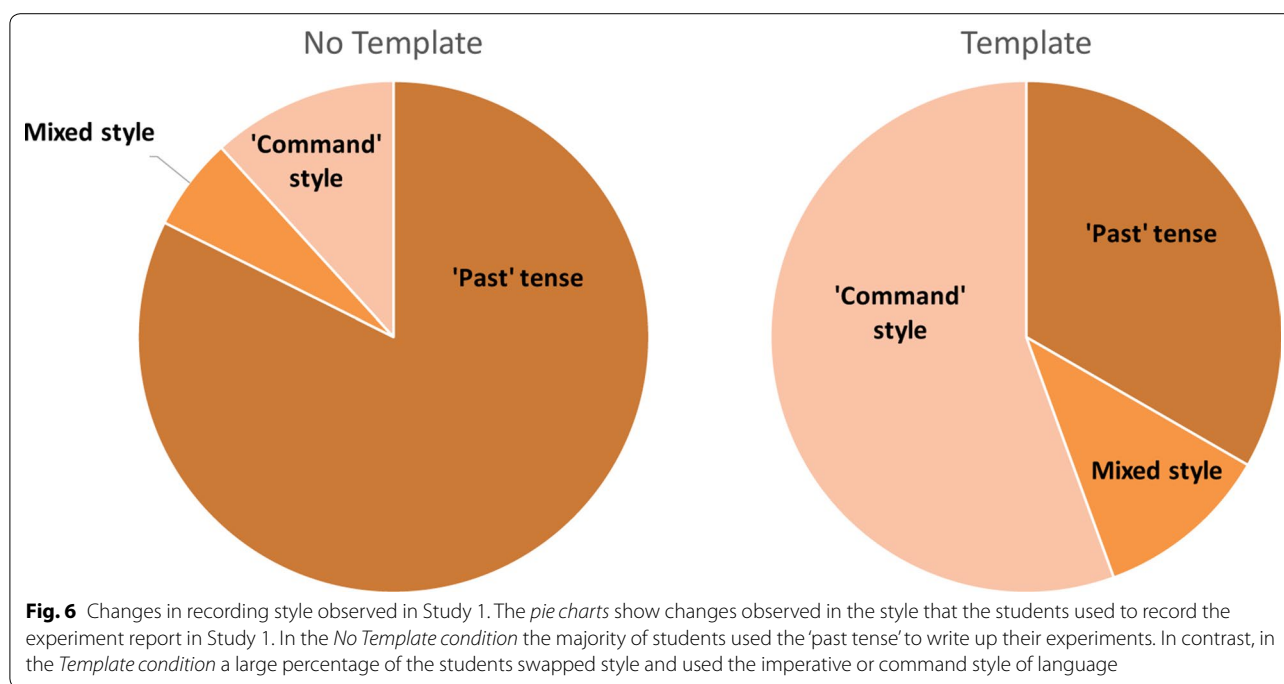 No Template
Template
Mixed style
'Command'
style
'Past' tense
'Past' tense
'Command'
style
Mixed style
Fig. 6 Changes in recording style observed in Study 1. The pie charts show changes observed in the style that the students used to record the
experiment report in Study 1. In the No Template condition the majority of students used the ‘past tense’ to write up their experiments. In contrast, in
the Template condition a large percentage of the students swapped style and used the imperative or command style of language